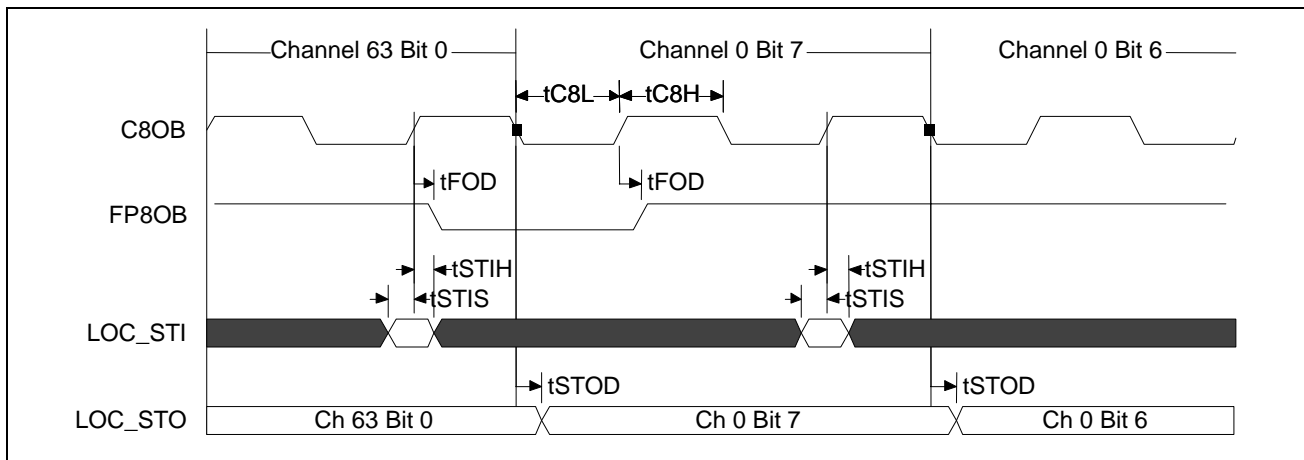 Channel 63 Bit 0 Channel 0 Bit 7 Channel 0 Bit 6
tC8L tC8H
C8OB
tFOD tFOD
FP8OB
tSTIH tSTIH
tSTIS tSTIS
LOC_STI
tSTOD tSTOD
LOC_STO Ch 63 Bit 0 Ch 0 Bit 7 Ch 0 Bit 6